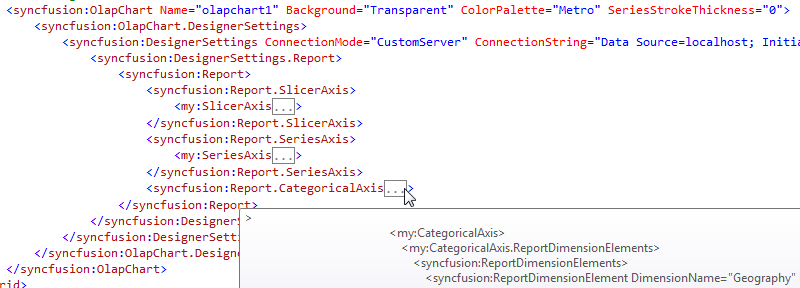 <syncfusion:OlapChart Name="olapchart1" Background="Transparent" ColorPalette="Metro" SeriesStrokeThickness="0">
<syncfusion:OlapChart.DesignerSettings>
<syncfusion:DesignerSettings ConnectionMode="CustomServer" ConnectionString="Data Source=localhost; Initia
<syncfusion:DesignerSettings.Report>
<syncfusion:Report>
<syncfusion:Report.SlicerAxis>
<my:SlicerAxis...>
</syncfusion:Report.SlicerAxis>
<syncfusion:Report.SeriesAxis>
<my:SeriesAxis...>
</syncfusion:Report.SeriesAxis>
<syncfusion:Report.CategoricalAxis...>
</syncfusion:Report>
</syncfusion:DesignerS
</syncfusion:DesignerSetti
</syncfusion:OlapChart.Design
</syncfusion:OlapChart>
rid>
>
<my:CategoricalAxis>
<my:CategoricalAxis.ReportDimensionElements>
<syncfusion:ReportDimensionElements>
<syncfusion:ReportDimensionElement DimensionName="Geography"